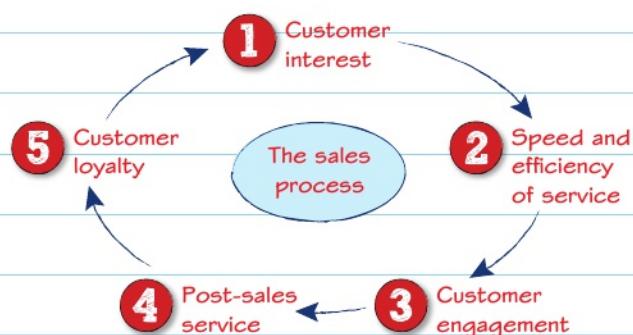 1 Customer
interest
2 Speed and
efficiency
of service
3 Customer
engagement
4 Post-sales
service
5 Customer
loyalty
The sales
process